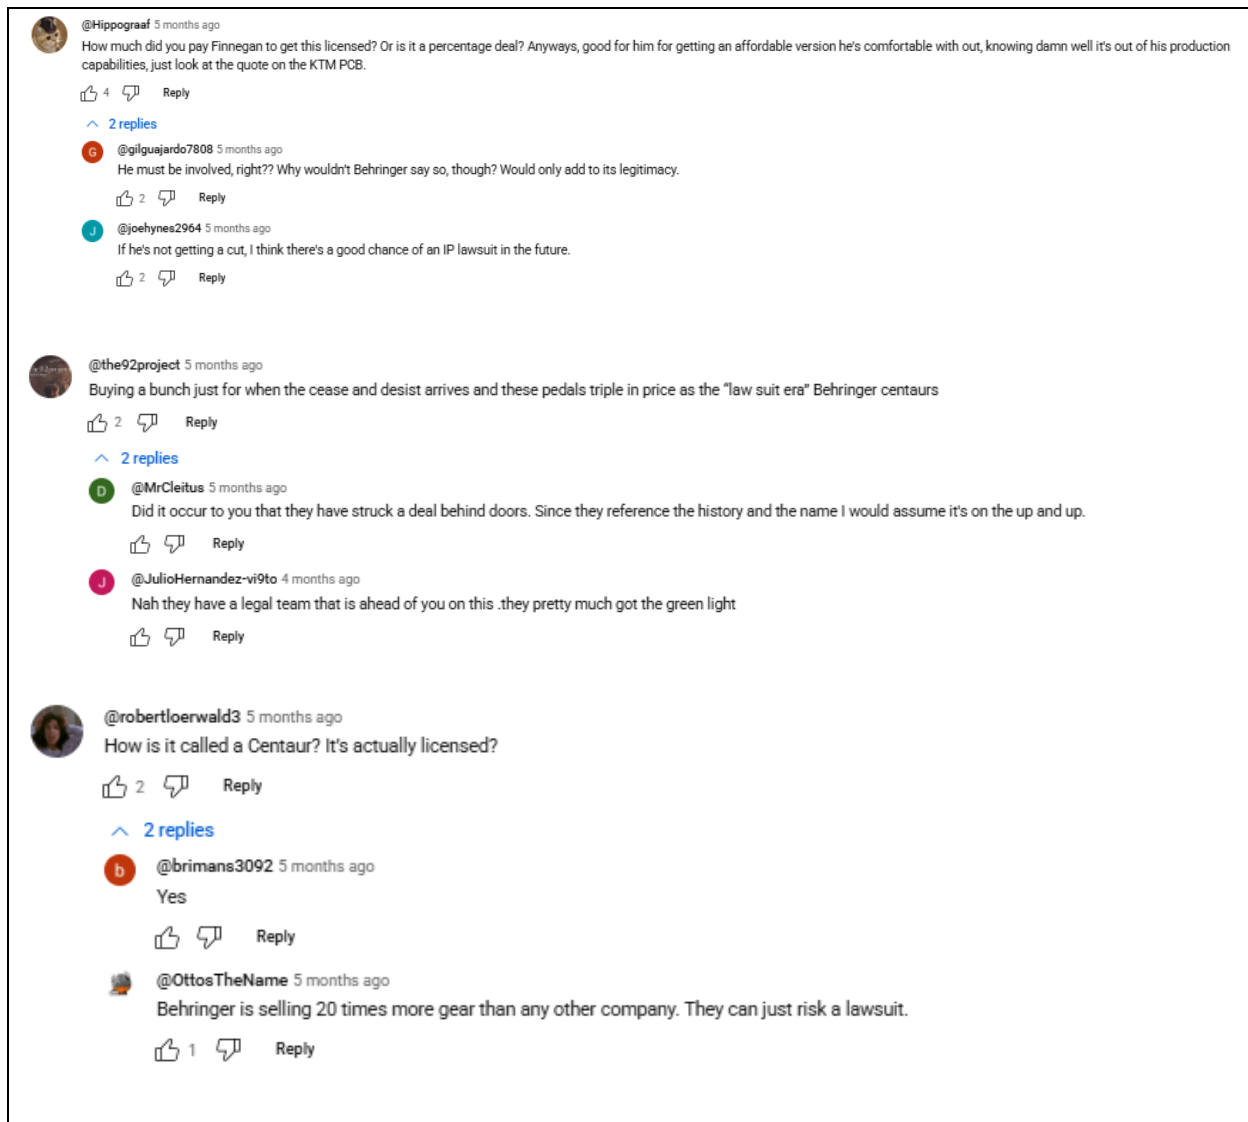 @Hippograaf 5 months ago
How much did you pay Finnegan to get this licensed? Or is it a percentage deal? Anyways, good for him for getting an affordable version he's comfortable with out, knowing damn well it's out of his production
capabilities, just look at the quote on the KTM PCB.
4 Reply
2 replies
G
@gilguajardo7808 5 months ago
He must be involved, right?? Why wouldn't Behringer say so, though? Would only add to its legitimacy.
2 Reply
J
@joehynes2964 5 months ago
If he's not getting a cut, I think there's a good chance of an IP lawsuit in the future.
2 Reply
@the92project 5 months ago
Buying a bunch just for when the cease and desist arrives and these pedals triple in price as the “law suit era” Behringer centaurs
2 Reply
2 replies
D
@MrCleitus 5 months ago
Did it occur to you that they have struck a deal behind doors. Since they reference the history and the name I would assume it's on the up and up.
Reply
J
@JulioHernandez-vi9to 4 months ago
Nah they have a legal team that is ahead of you on this .they pretty much got the green light
Reply
@robertloerwald3 5 months ago
How is it called a Centaur? It's actually licensed?
2 Reply
2 replies
b
@brimans3092 5 months ago
Yes
Reply
@OttosTheName 5 months ago
Behringer is selling 20 times more gear than any other company. They can just risk a lawsuit.
1 Reply